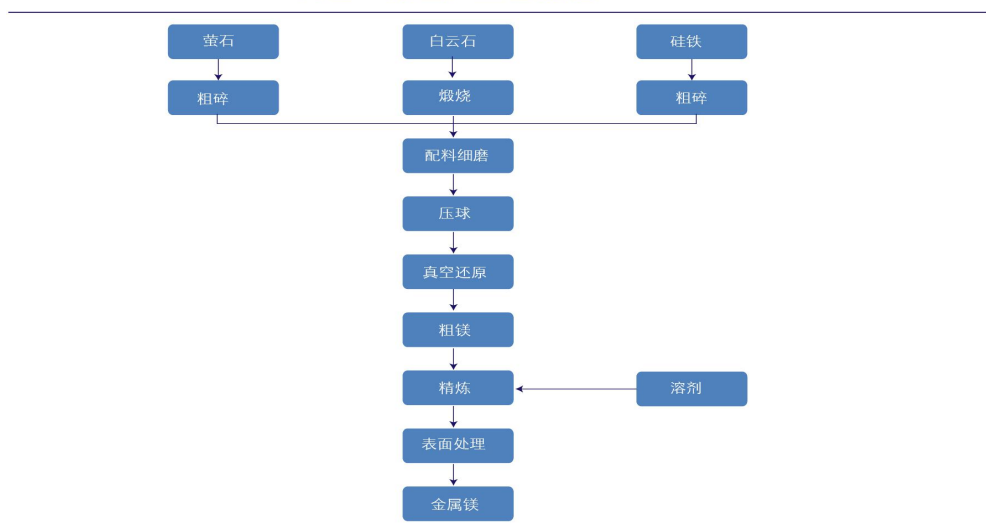 萤石
白云石
硅铁
粗碎
煅烧
粗碎
配料细磨
压球
真空还原
粗镁
精炼
溶剂
表面处理
金属镁